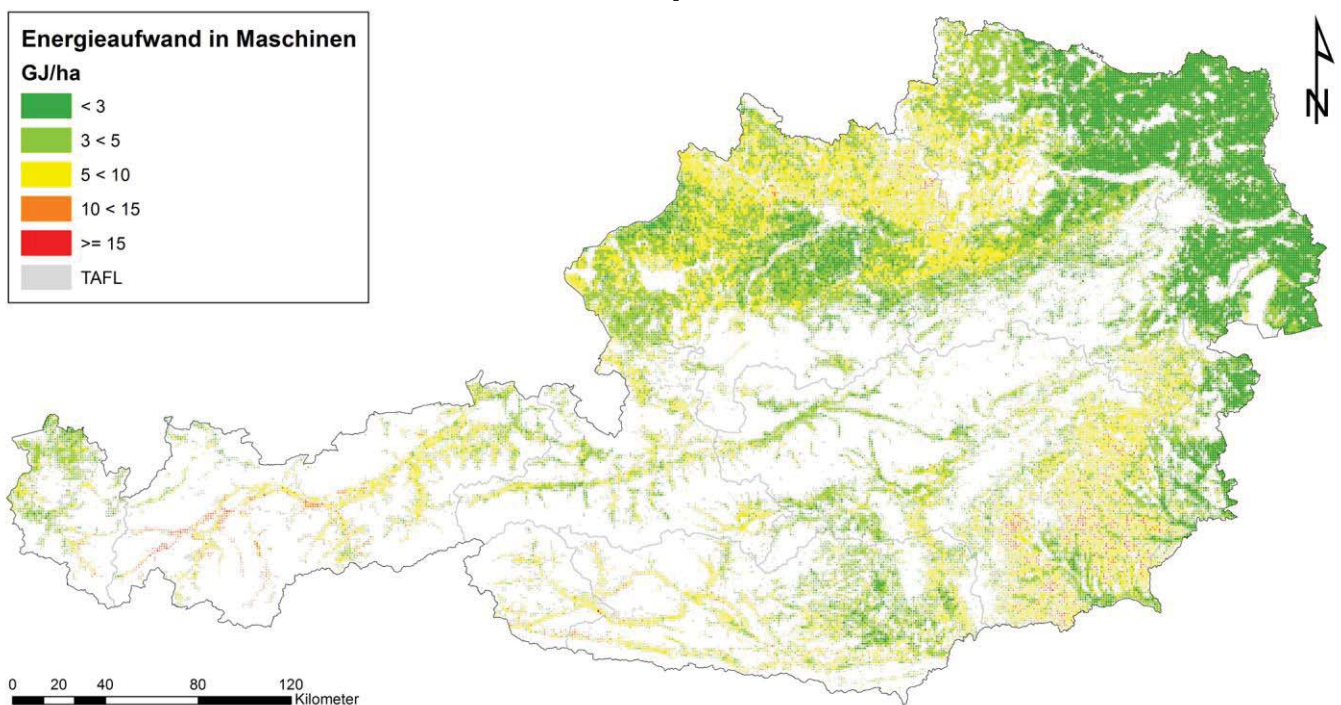 Energieaufwand in Maschinen
GJ/ha
< 3
3 < 5
5 < 10
10 < 15
>= 15
TAFL
N
0 20 40 80 120
Kilometer